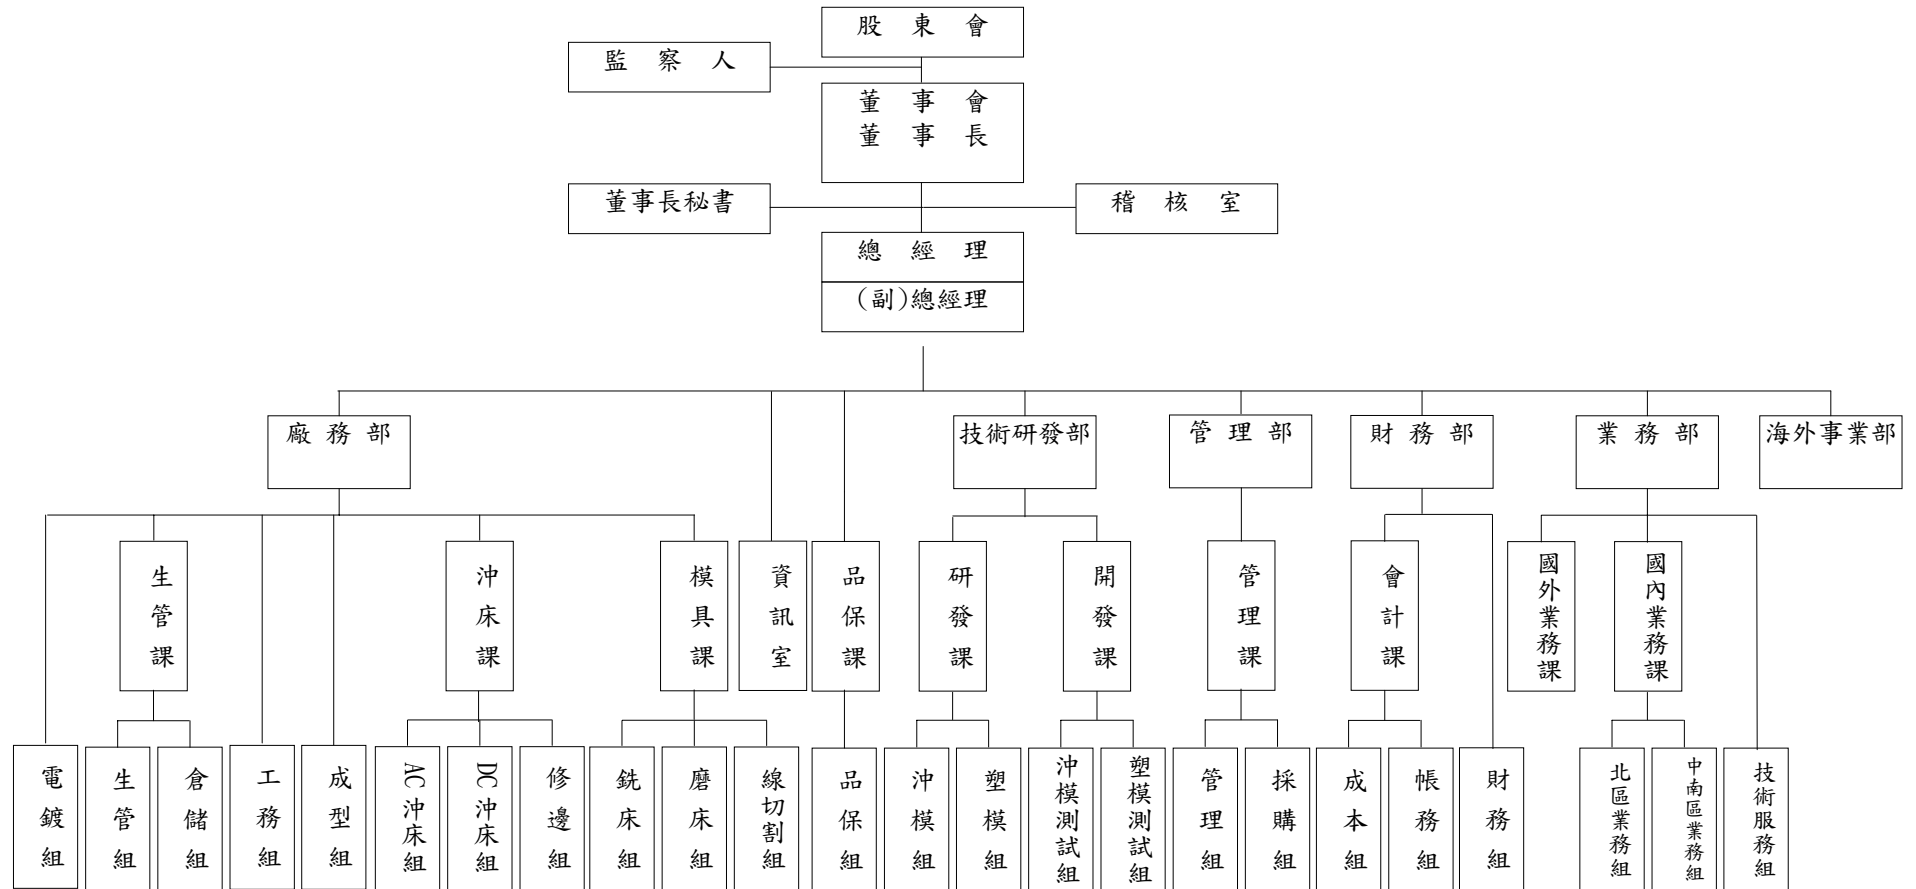 股東會
監察人
董事會
董事長
董事長秘書
稽核室
總經理
(副)總經理
廠務部
技術研發部
管理部
財務部
業務部
海外事業部
生管課
沖床課
模具課
資訊室
品保課
研發課
開發課
管理課
會計課
國外業務課
國內業務課
電鍍組
生管組
倉儲組
工務組
成型組
AC沖床組
DC沖床組
修邊組
銑床組
磨床組
線切割組
品保組
沖模組
塑模組
沖模測試組
塑模測試組
管理組
採購組
成本組
帳務組
財務組
北區業務組
中南區業務組
技術服務組